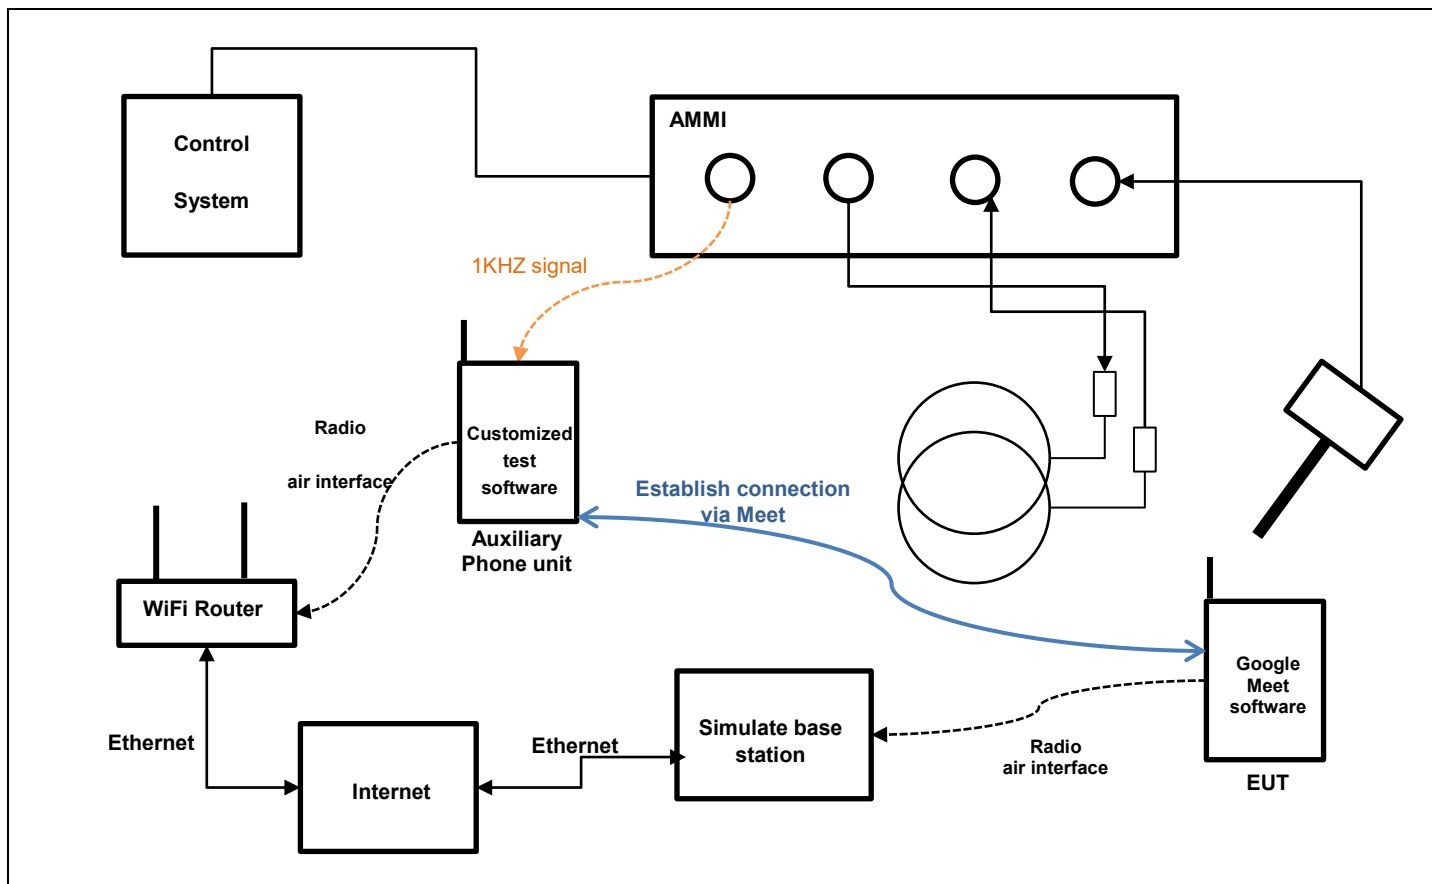 Control
System
AMMI
1KHZ signal
Radio
air interface
Customized
test
software
Auxiliary
Phone unit
Establish connection
via Meet
WiFi Router
Google
Meet
software
EUT
Simulate base
station
Radio
air interface
Ethernet
Ethernet
Internet